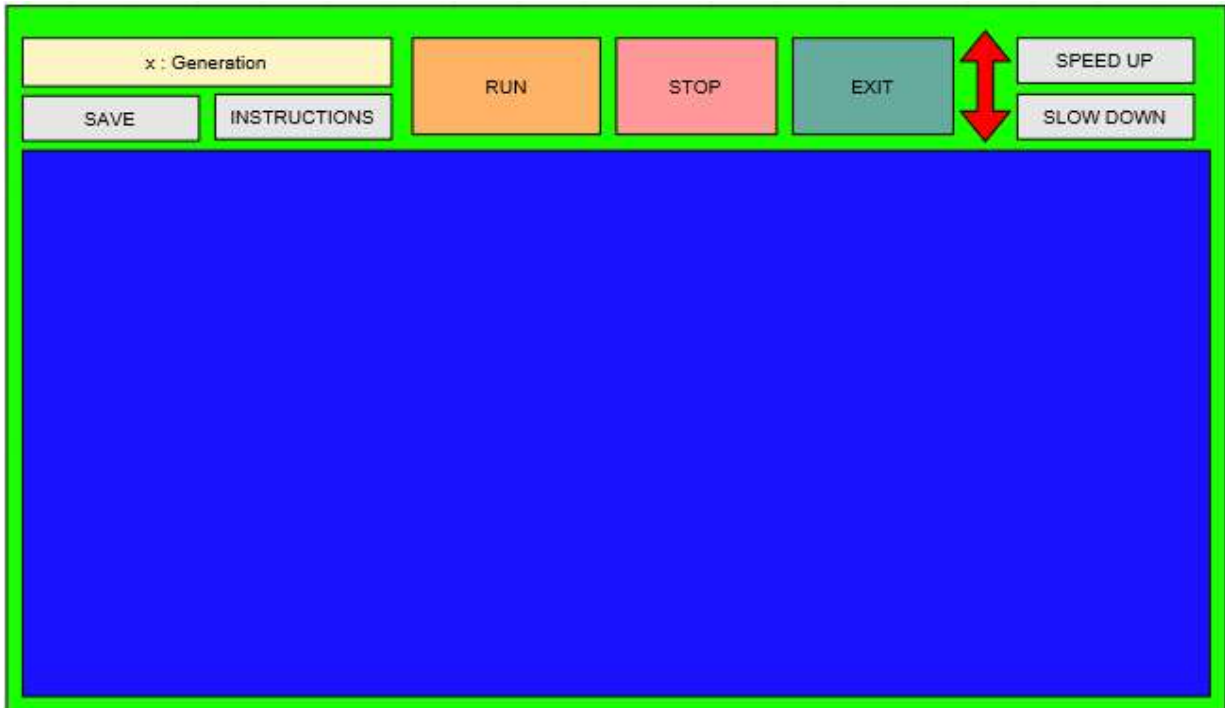 x : Generation
SAVE
INSTRUCTIONS
RUN
STOP
EXIT
SPEED UP
SLOW DOWN